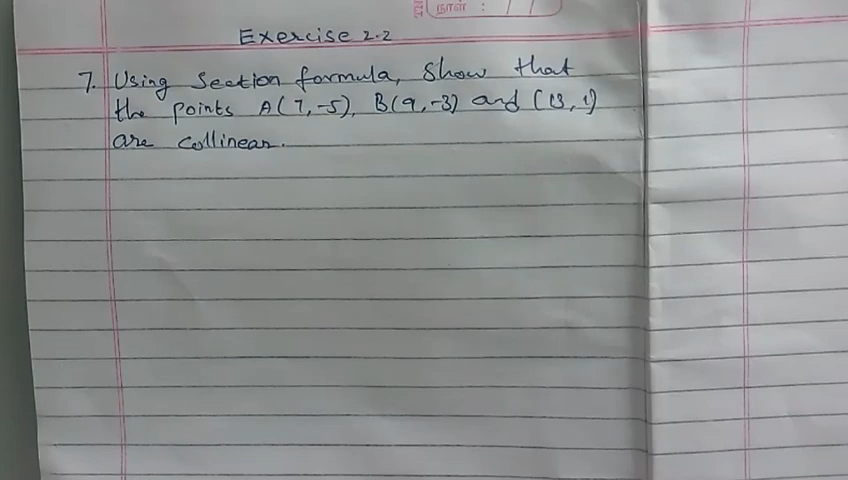 நாள் :
Exercise 2.2
7. Using Section formula, Show that
the points A(7,-5), B(9,-3) and (13,1)
are collinear.